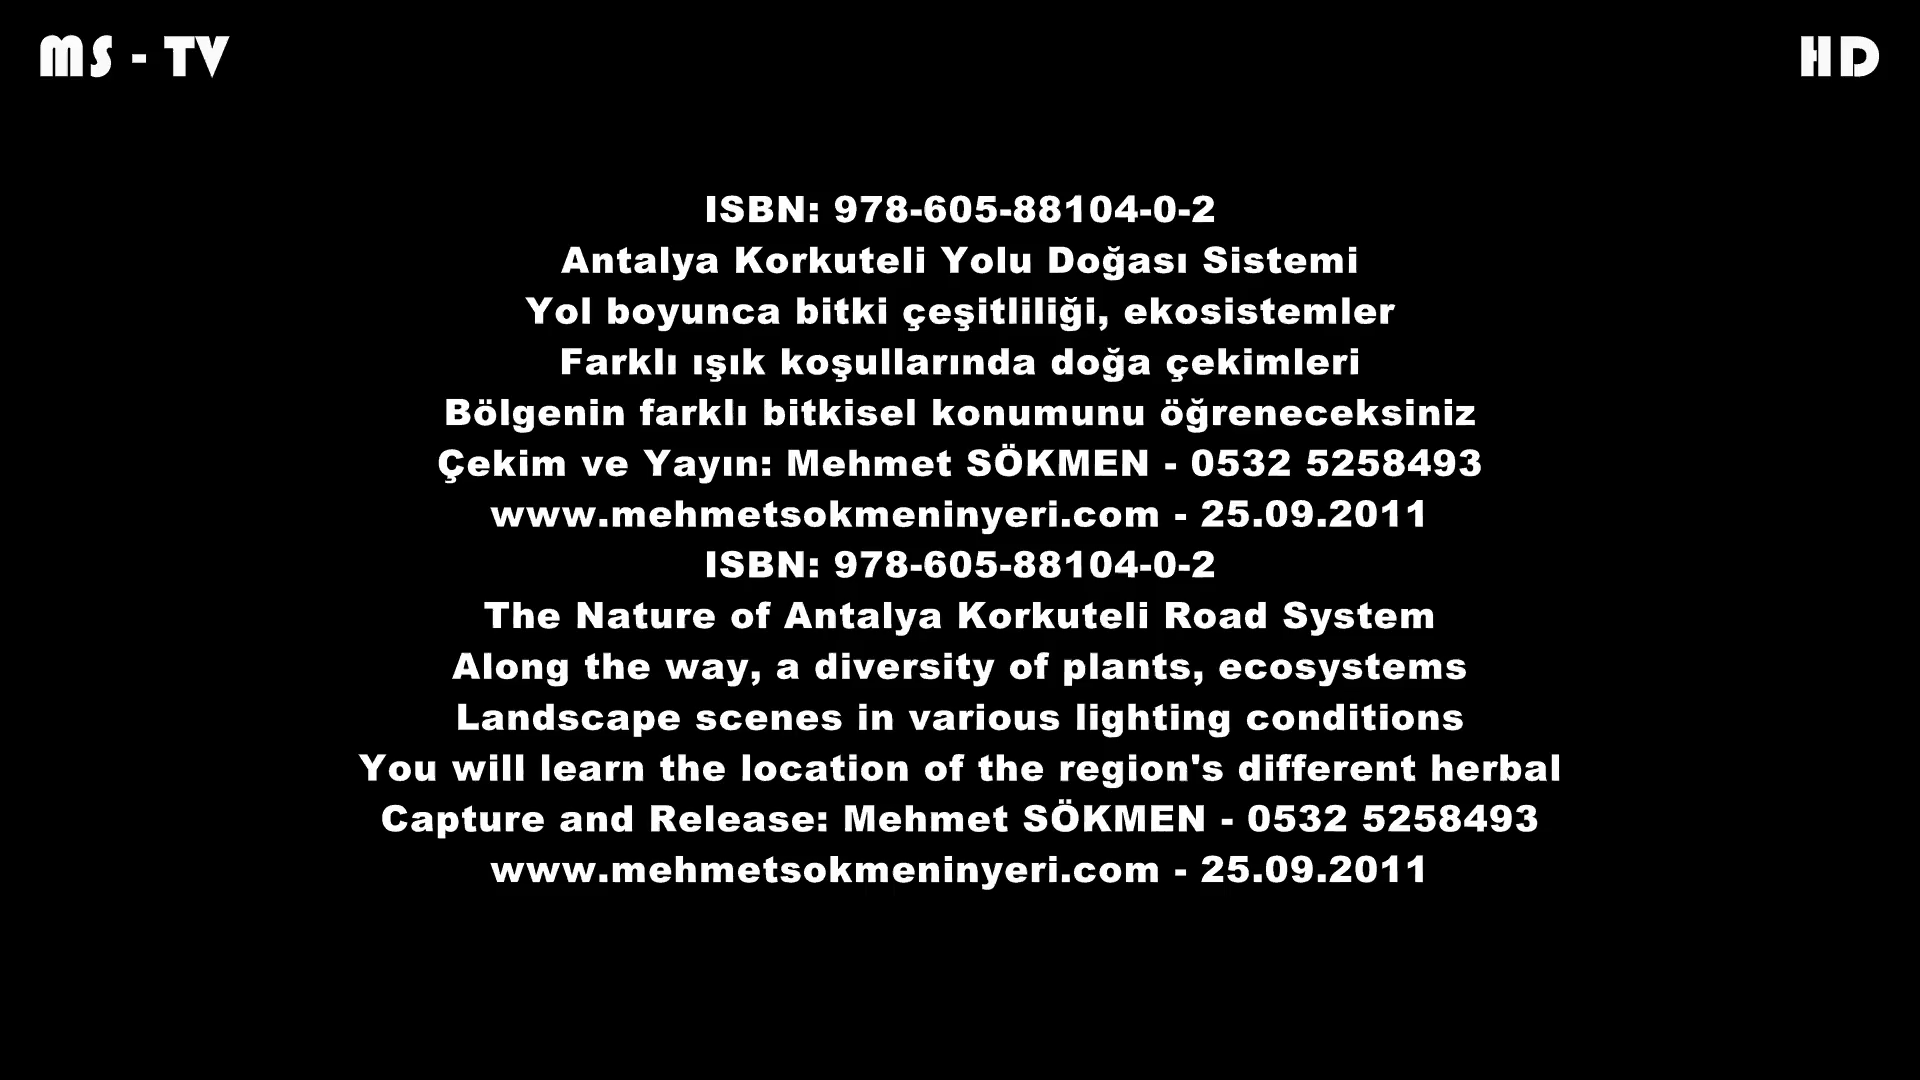 MS - TV
HD
ISBN: 978-605-88104-0-2
Antalya Korkuteli Yolu Doğası Sistemi
Yol boyunca bitki çeşitliliği, ekosistemler
Farklı ışık koşullarında doğa çekimleri
Bölgenin farklı bitkisel konumunu öğreneceksiniz
Çekim ve Yayın: Mehmet SÖKMEN - 0532 5258493
www.mehmetsokmeninyeri.com - 25.09.2011
ISBN: 978-605-88104-0-2
The Nature of Antalya Korkuteli Road System
Along the way, a diversity of plants, ecosystems
Landscape scenes in various lighting conditions
You will learn the location of the region's different herbal
Capture and Release: Mehmet SÖKMEN - 0532 5258493
www.mehmetsokmeninyeri.com - 25.09.2011